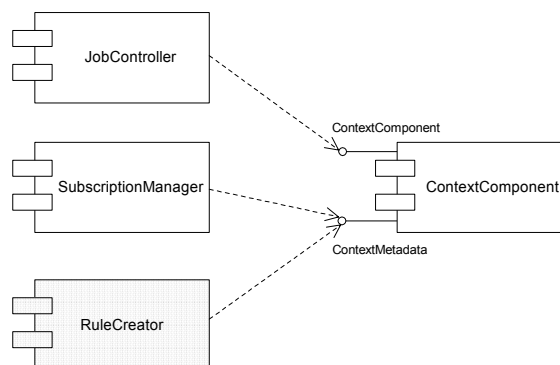 JobController
ContextComponent
SubscriptionManager
ContextComponent
ContextMetadata
RuleCreator